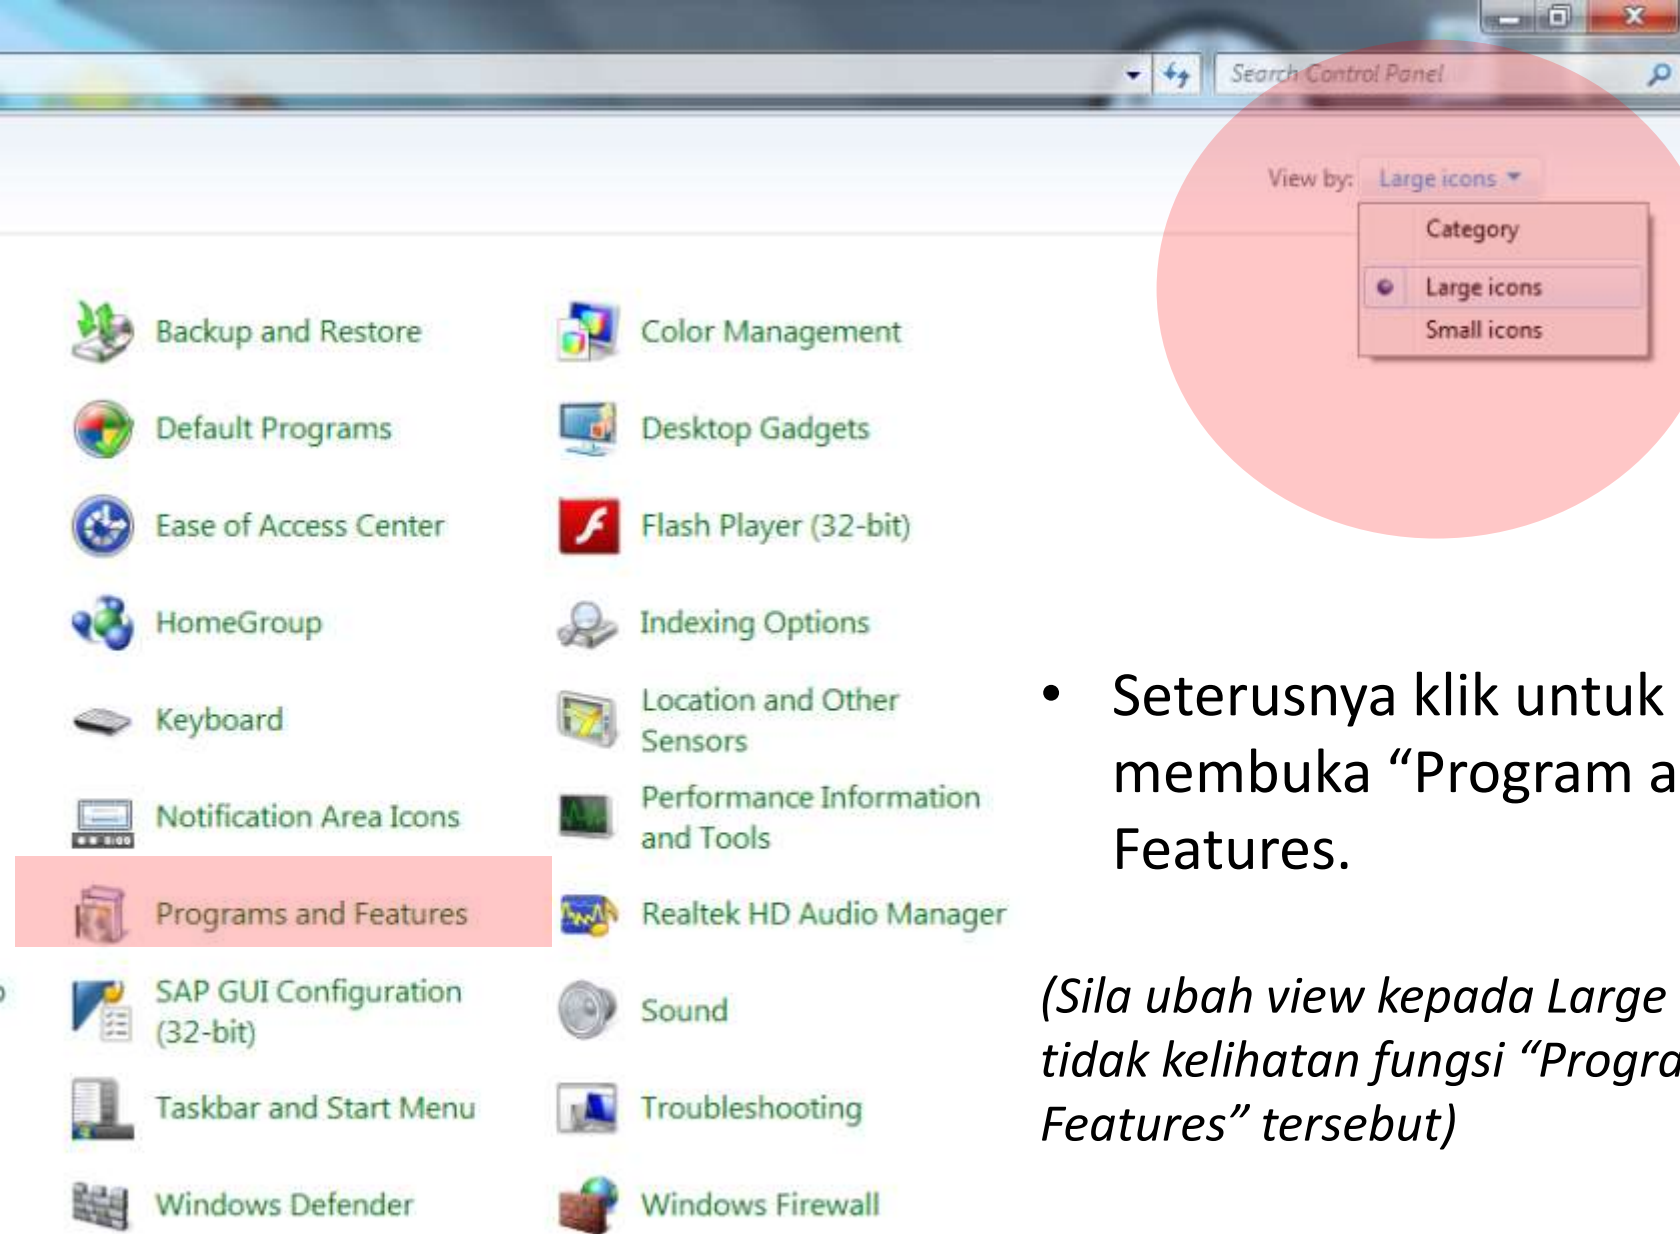 Search Control Panel
View by: Large icons
Category
Large icons
Small icons
Backup and Restore
Color Management
Default Programs
Desktop Gadgets
Ease of Access Center
Flash Player (32-bit)
HomeGroup
Indexing Options
Keyboard
Location and Other
Sensors
Notification Area Icons
Performance Information
and Tools
Programs and Features
Realtek HD Audio Manager
SAP GUI Configuration
(32-bit)
Sound
Taskbar and Start Menu
Troubleshooting
Windows Defender
Windows Firewall
• Seterusnya klik untuk
membuka “Program a
Features.
(Sila ubah view kepada Large
tidak kelihatan fungsi “Progra
Features” tersebut)